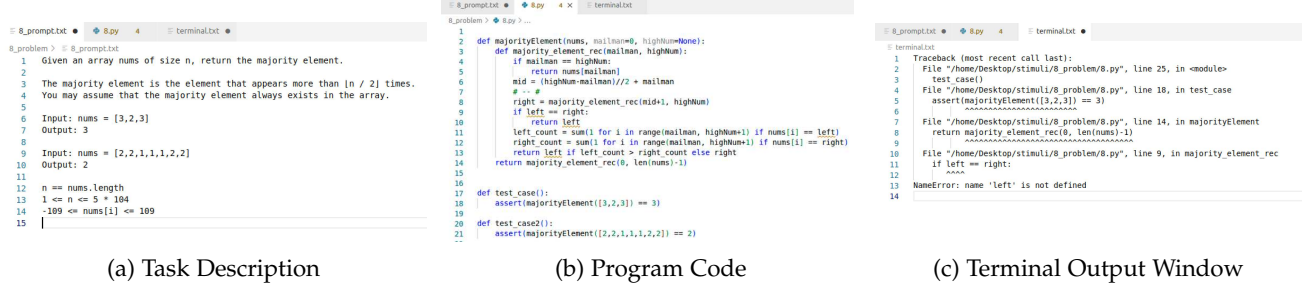 8_prompt.txt ● 8.py 4 terminal.txt ●
8_problem > 8_prompt.txt
1 Given an array nums of size n, return the majority element.
2
3 The majority element is the element that appears more than ⌊n / 2⌋ times.
4 You may assume that the majority element always exists in the array.
5
6 Input: nums = [3,2,3]
7 Output: 3
8
9 Input: nums = [2,2,1,1,1,2,2]
10 Output: 2
11
12 n == nums.length
13 1 <= n <= 5 * 104
14 -109 <= nums[i] <= 109
15
(a) Task Description
8_prompt.txt ● 8.py 4 × terminal.txt
8_problem > 8.py > ...
1
2 def majorityElement(nums, mailman=0, highNum=None):
3 def majority_element_rec(mailman, highNum):
4 if mailman == highNum:
5 return nums[mailman]
6 mid = (highNum-mailman)//2 + mailman
7 # -- #
8 right = majority_element_rec(mid+1, highNum)
9 if left == right:
10 return left
11 left_count = sum(1 for i in range(mailman, highNum+1) if nums[i] == left)
12 right_count = sum(1 for i in range(mailman, highNum+1) if nums[i] == right)
13 return left if left_count > right_count else right
14 return majority_element_rec(0, len(nums)-1)
15
16
17 def test_case():
18 assert(majorityElement([3,2,3]) == 3)
19
20 def test_case2():
21 assert(majorityElement([2,2,1,1,1,2,2]) == 2)
(b) Program Code
8_prompt.txt ● 8.py 4 terminal.txt ●
terminal.txt
1 Traceback (most recent call last):
2 File "/home/Desktop/stimuli/8_problem/8.py", line 25, in <module>
3 test_case()
4 File "/home/Desktop/stimuli/8_problem/8.py", line 18, in test_case
5 assert(majorityElement([3,2,3]) == 3)
6 ^^^^^^^^^^^^^^^^^^^^^^^^
7 File "/home/Desktop/stimuli/8_problem/8.py", line 14, in majorityElement
8 return majority_element_rec(0, len(nums)-1)
9 ^^^^^^^^^^^^^^^^^^^^^^^^^^^^^^^^^^^^
10 File "/home/Desktop/stimuli/8_problem/8.py", line 9, in majority_element_rec
11 if left == right:
12 ^^^^
13 NameError: name 'left' is not defined
14
(c) Terminal Output Window